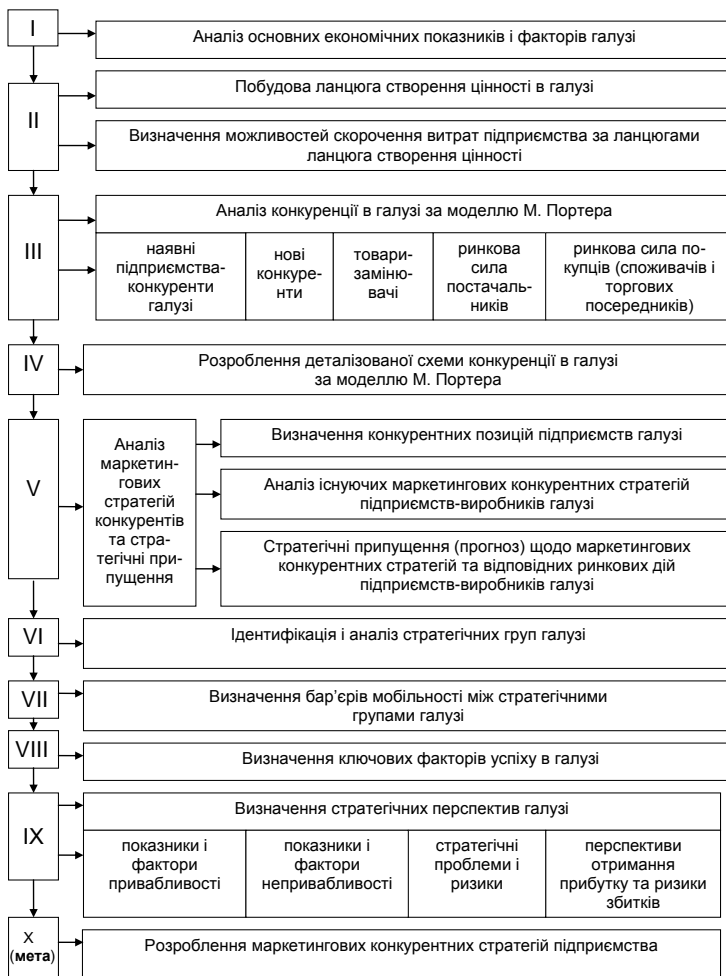 I
Аналіз основних економічних показників і факторів галузі
II
Побудова ланцюга створення цінності в галузі
Визначення можливостей скорочення витрат підприємства за ланцюгами
ланцюга створення цінності
III
Аналіз конкуренції в галузі за моделлю М. Портера
наявні
підприємства-
конкуренти
галузі
нові
конкуре-
нти
товари-
заміню-
вачі
ринкова
сила
постачаль-
ників
ринкова сила по-
купців (споживачів і
торгових
посередників)
IV
Розроблення деталізованої схеми конкуренції в галузі
за моделлю М. Портера
V
Аналіз
маркетин-
гових
стратегій
конкурентів
та стра-
тегічні при-
пущення
Визначення конкурентних позицій підприємств галузі
Аналіз існуючих маркетингових конкурентних стратегій
підприємств-виробників галузі
Стратегічні припущення (прогноз) щодо маркетингових
конкурентних стратегій та відповідних ринкових дій
підприємств-виробників галузі
VI
Ідентифікація і аналіз стратегічних груп галузі
VII
Визначення бар’єрів мобільності між стратегічними
групами галузі
VIII
Визначення ключових факторів успіху в галузі
IX
Визначення стратегічних перспектив галузі
показники і
фактори
привабливості
показники і
фактори
непривабливості
стратегічні
проблеми і
ризики
перспективи
отримання
прибутку та ризики
збитків
X
(мета)
Розроблення маркетингових конкурентних стратегій підприємства